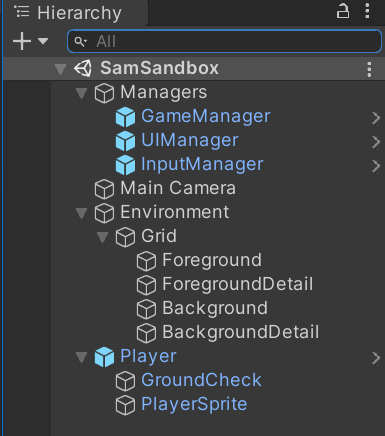 Hierarchy
All
SamSandbox
Managers
GameManager
UIManager
InputManager
Main Camera
Environment
Grid
Foreground
ForegroundDetail
Background
BackgroundDetail
Player
GroundCheck
PlayerSprite